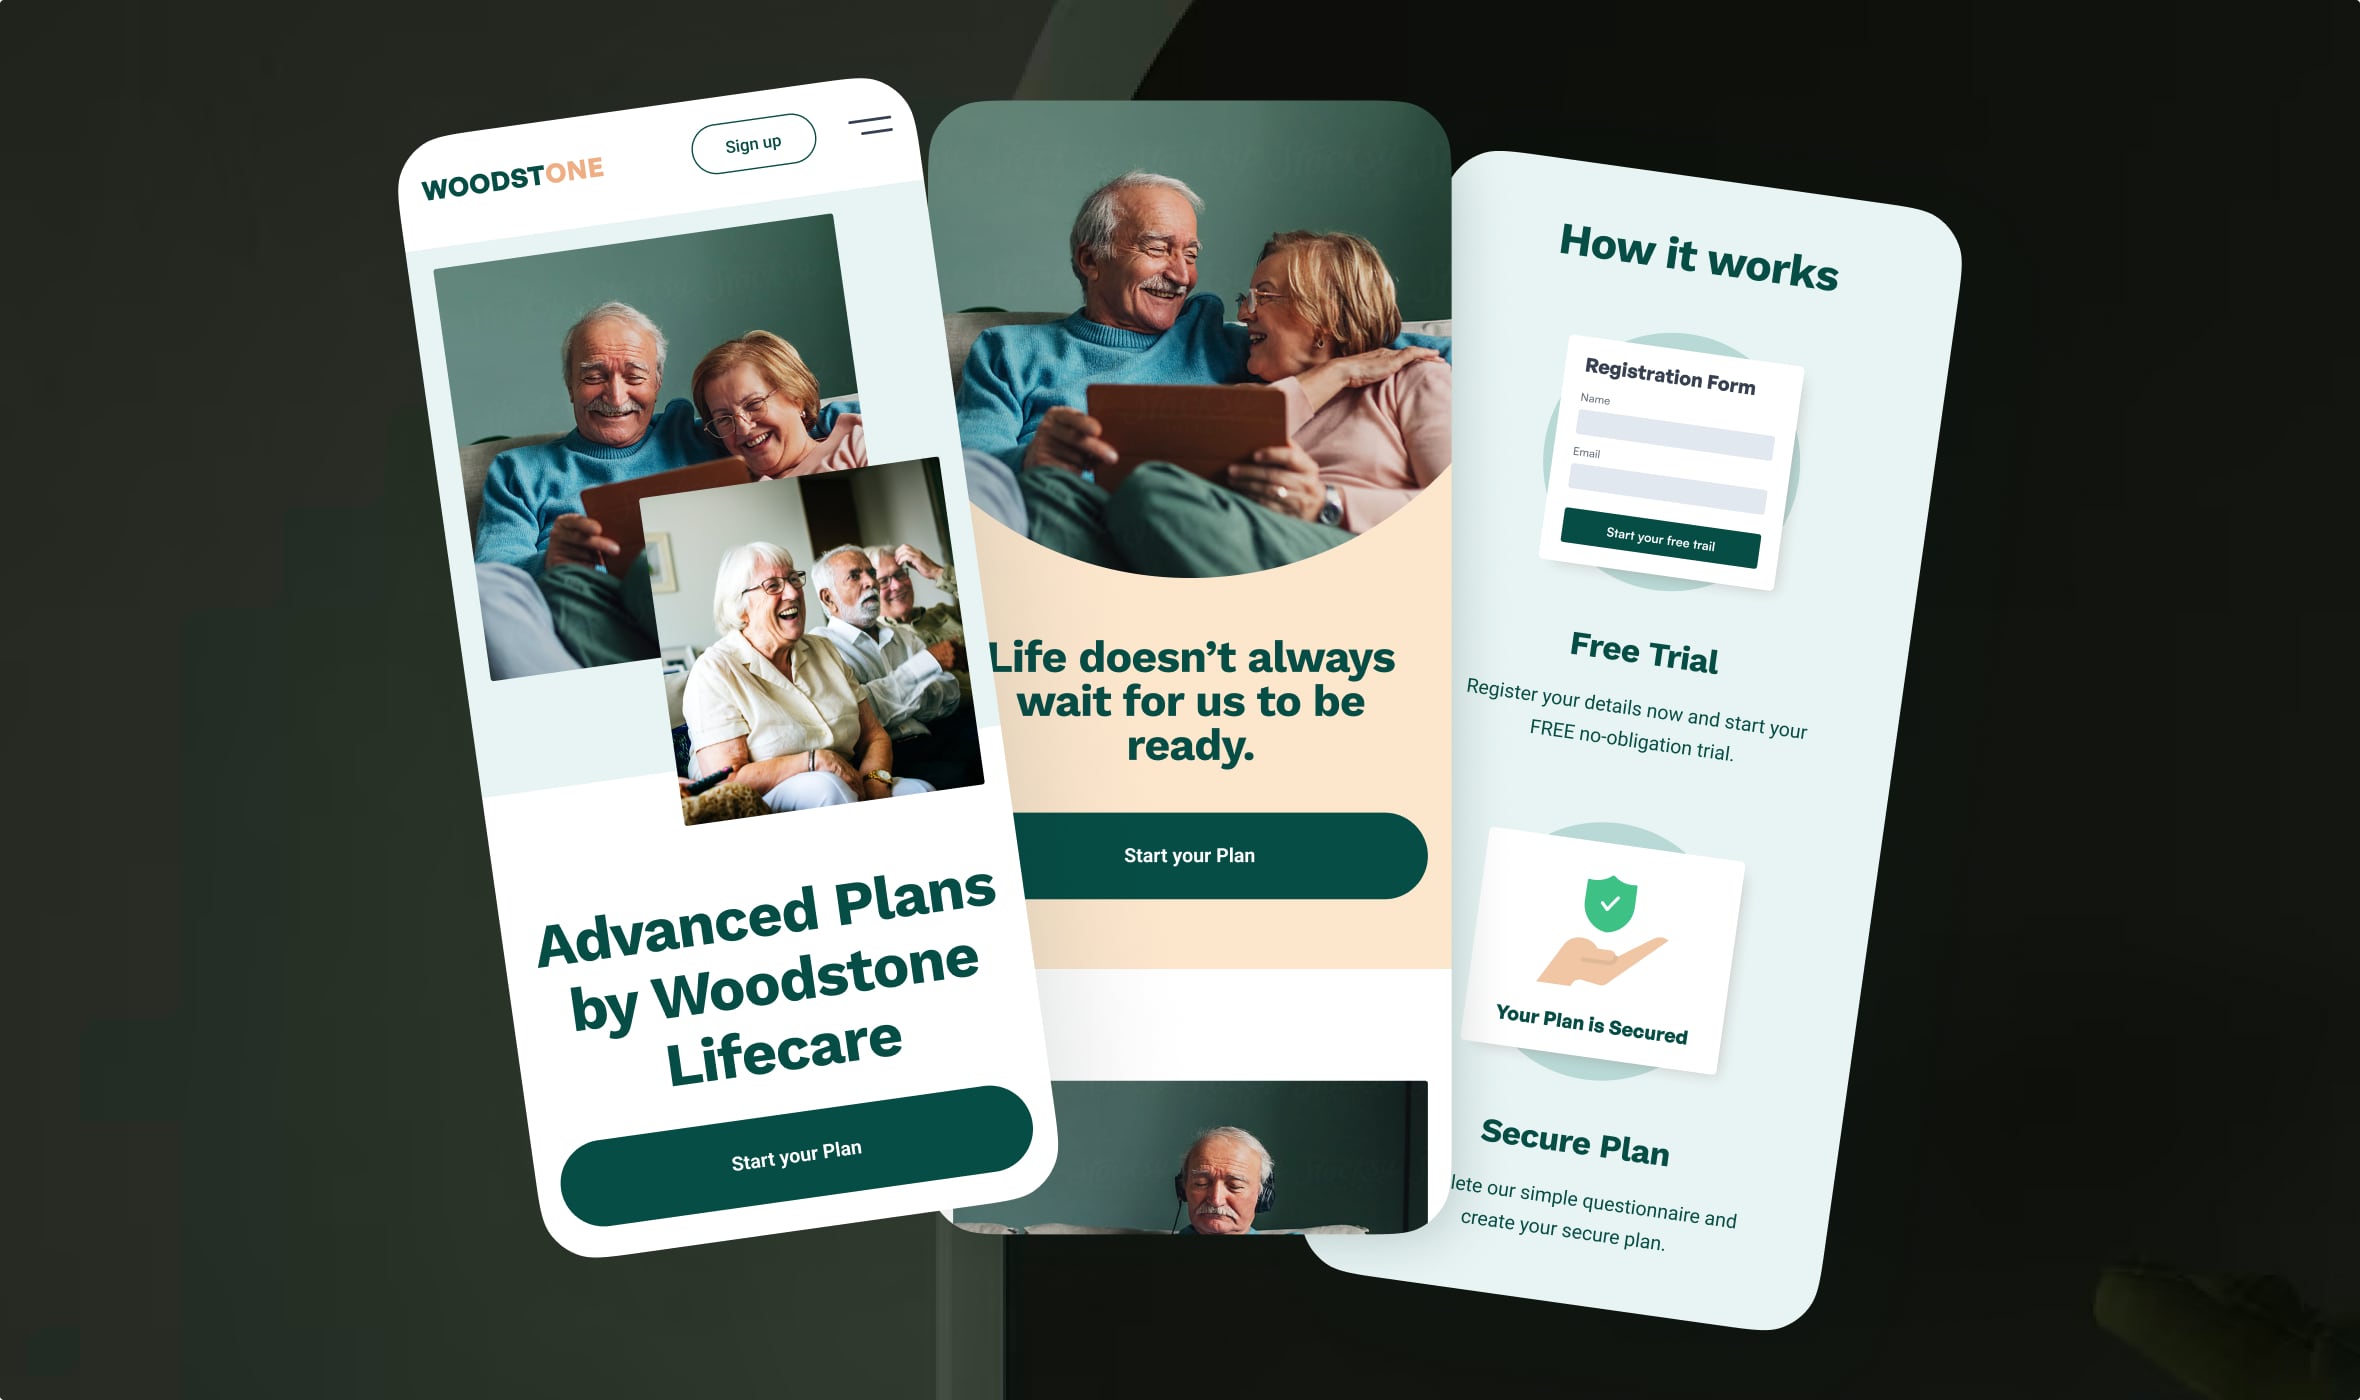 WOODSTONE
Sign up
Advanced Plans
by Woodstone
Lifecare
Start your Plan
Life doesn’t always
wait for us to be
ready.
Start your Plan
How it works
Registration Form
Name
Email
Start your free trail
Free Trial
Register your details now and start your
FREE no-obligation trial.
Your Plan is Secured
Secure Plan
our simple questionnaire and
create your secure plan.